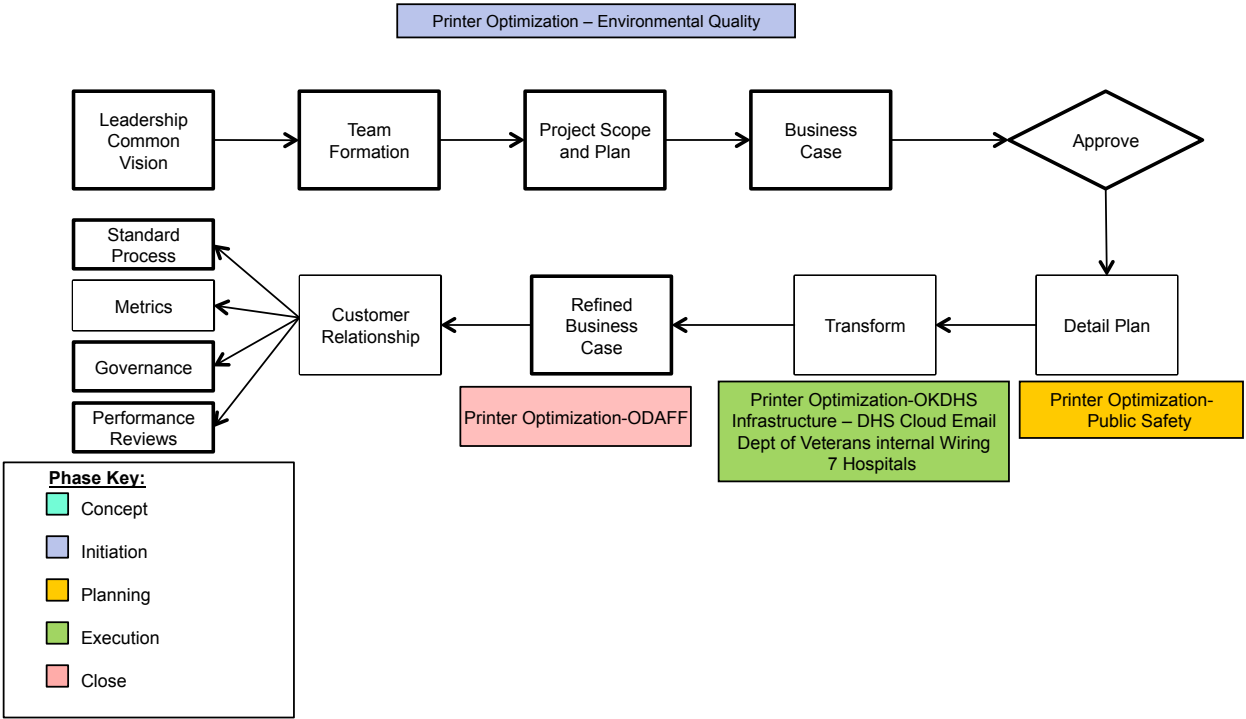 Printer Optimization – Environmental Quality
Leadership
Common
Vision
Team
Formation
Project Scope
and Plan
Business
Case
Approve
Standard
Process
Metrics
Governance
Performance
Reviews
Customer
Relationship
Refined
Business
Case
Transform
Detail Plan
Printer Optimization-ODAFF
Printer Optimization-OKDHS
Infrastructure – DHS Cloud Email
Dept of Veterans internal Wiring
7 Hospitals
Printer Optimization-
Public Safety
Phase Key:
Concept
Initiation
Planning
Execution
Close